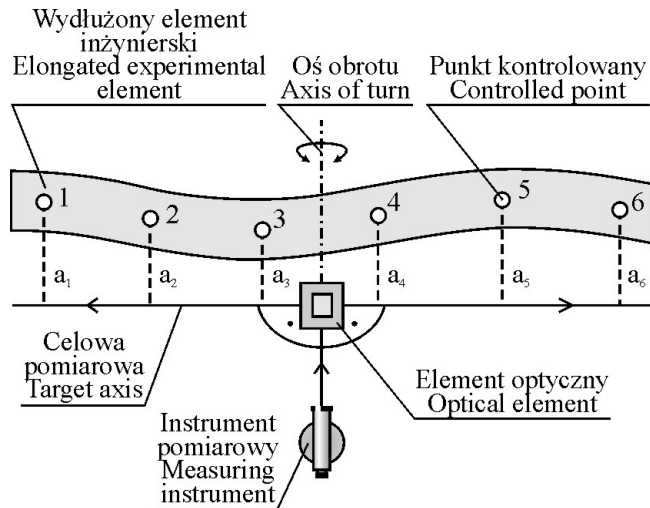 Wydłużony element
inżynierski
Elongated experimental
element
Oś obrotu
Axis of turn
Punkt kontrolowany
Controlled point
1
2
3
4
5
6
a₁
a₂
a₃
a₄
a₅
a₆
Celowa
pomiarowa
Target axis
Element optyczny
Optical element
Instrument
pomiarowy
Measuring
instrument